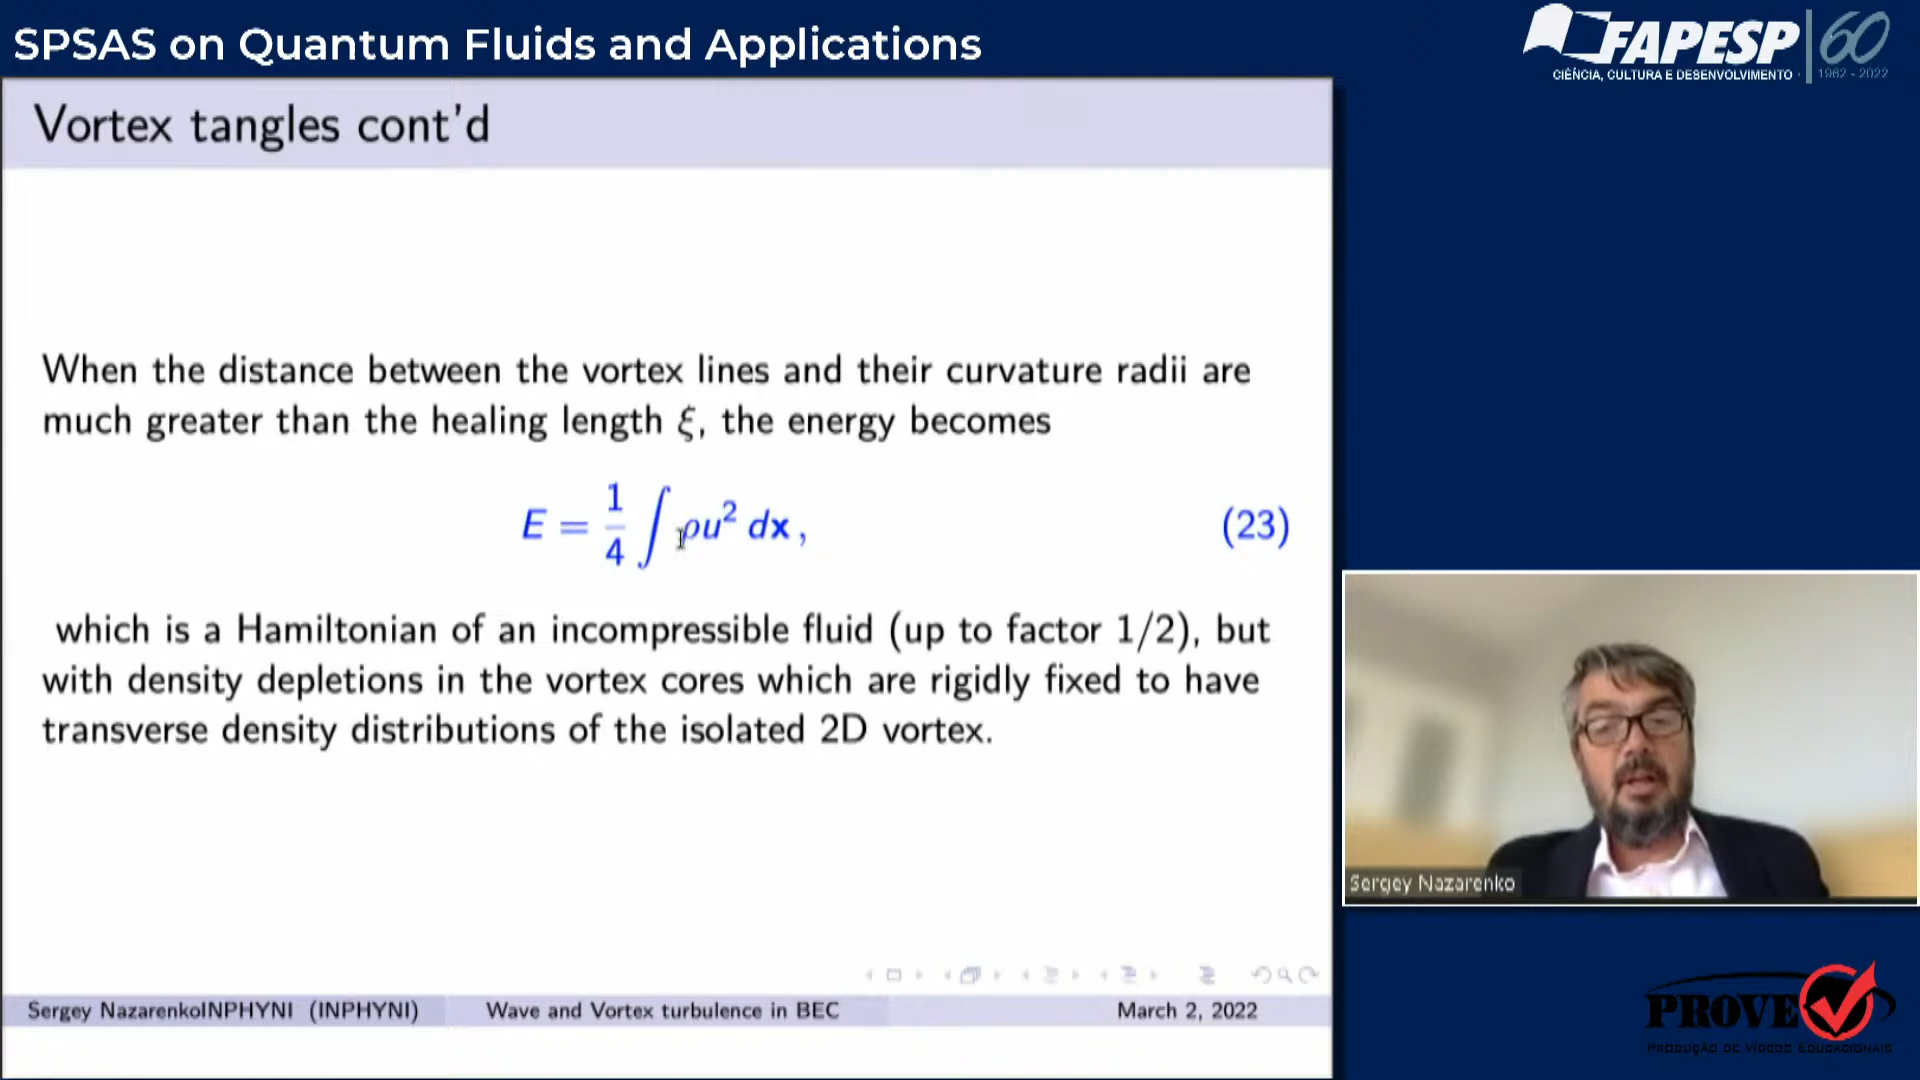 SPSAS on Quantum Fluids and Applications
FAPESP 60
CIÊNCIA, CULTURA E DESENVOLVIMENTO
1962 - 2022
Vortex tangles cont'd
When the distance between the vortex lines and their curvature radii are
much greater than the healing length ξ, the energy becomes
E = 1/4 ∫ ρu² dx, (23)
which is a Hamiltonian of an incompressible fluid (up to factor 1/2), but
with density depletions in the vortex cores which are rigidly fixed to have
transverse density distributions of the isolated 2D vortex.
Sergey Nazarenko
Sergey NazarenkoINPHYNI (INPHYNI) Wave and Vortex turbulence in BEC March 2, 2022
PROVE
PRODUÇÃO DE VÍDEOS EDUCACIONAIS